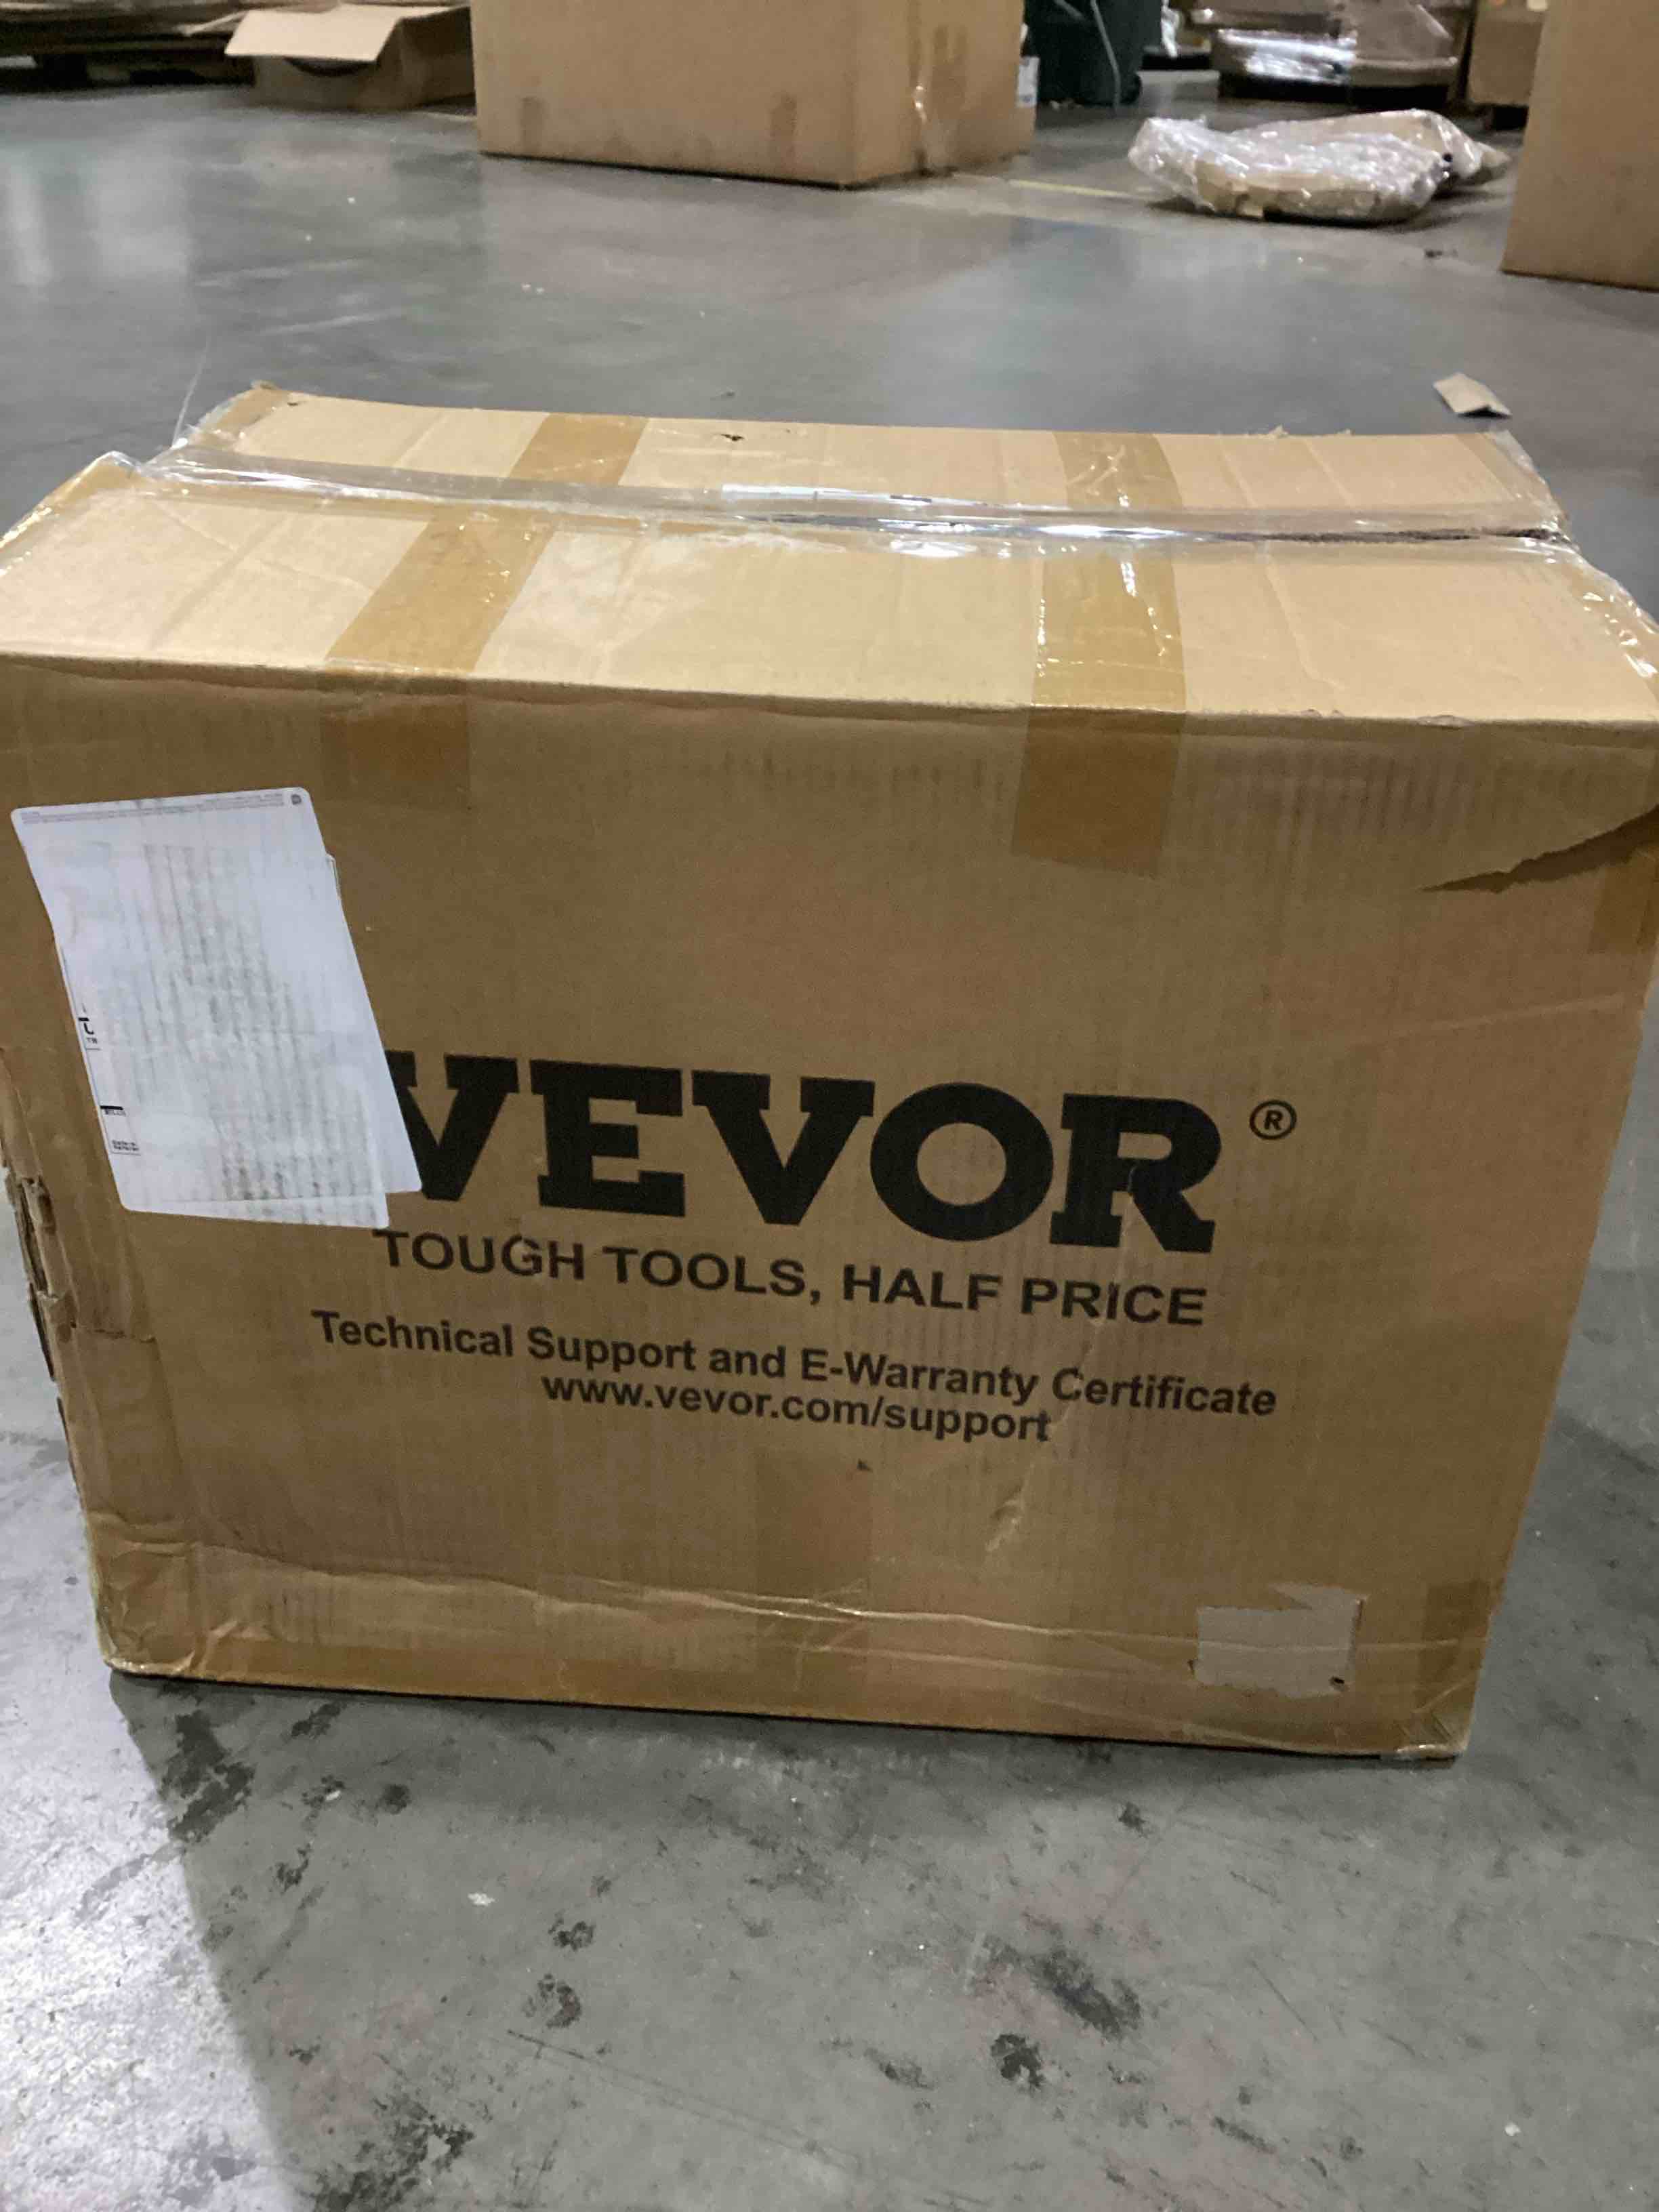 VEVOR®
TOUGH TOOLS, HALF PRICE
Technical Support and E-Warranty Certificate
www.vevor.com/support